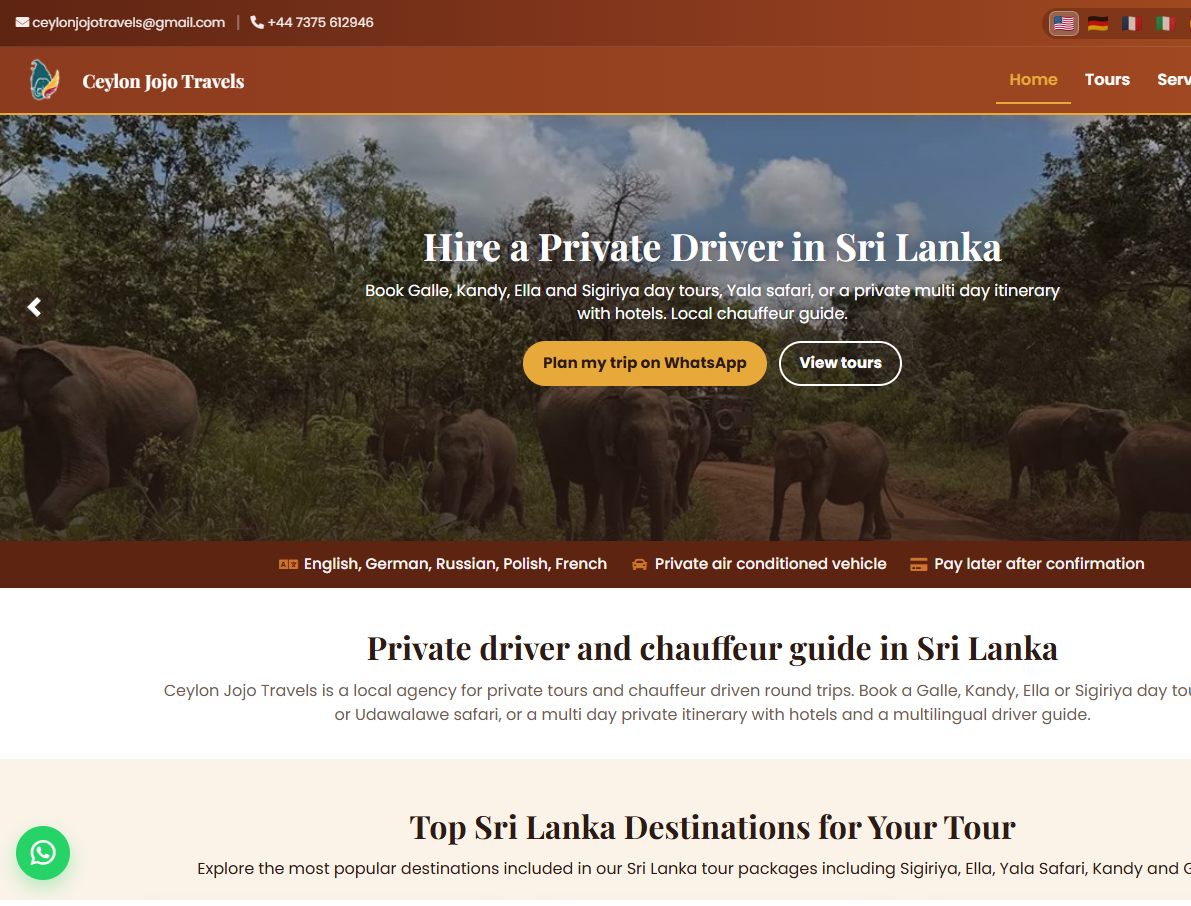 ceylonjojotravels@gmail.com | +44 7375 612946
Ceylon Jojo Travels
Home Tours Serv
Hire a Private Driver in Sri Lanka
Book Galle, Kandy, Ella and Sigiriya day tours, Yala safari, or a private multi day itinerary
with hotels. Local chauffeur guide.
Plan my trip on WhatsApp View tours
English, German, Russian, Polish, French Private air conditioned vehicle Pay later after confirmation
Private driver and chauffeur guide in Sri Lanka
Ceylon Jojo Travels is a local agency for private tours and chauffeur driven round trips. Book a Galle, Kandy, Ella or Sigiriya day tou
or Udawalawe safari, or a multi day private itinerary with hotels and a multilingual driver guide.
Top Sri Lanka Destinations for Your Tour
Explore the most popular destinations included in our Sri Lanka tour packages including Sigiriya, Ella, Yala Safari, Kandy and G